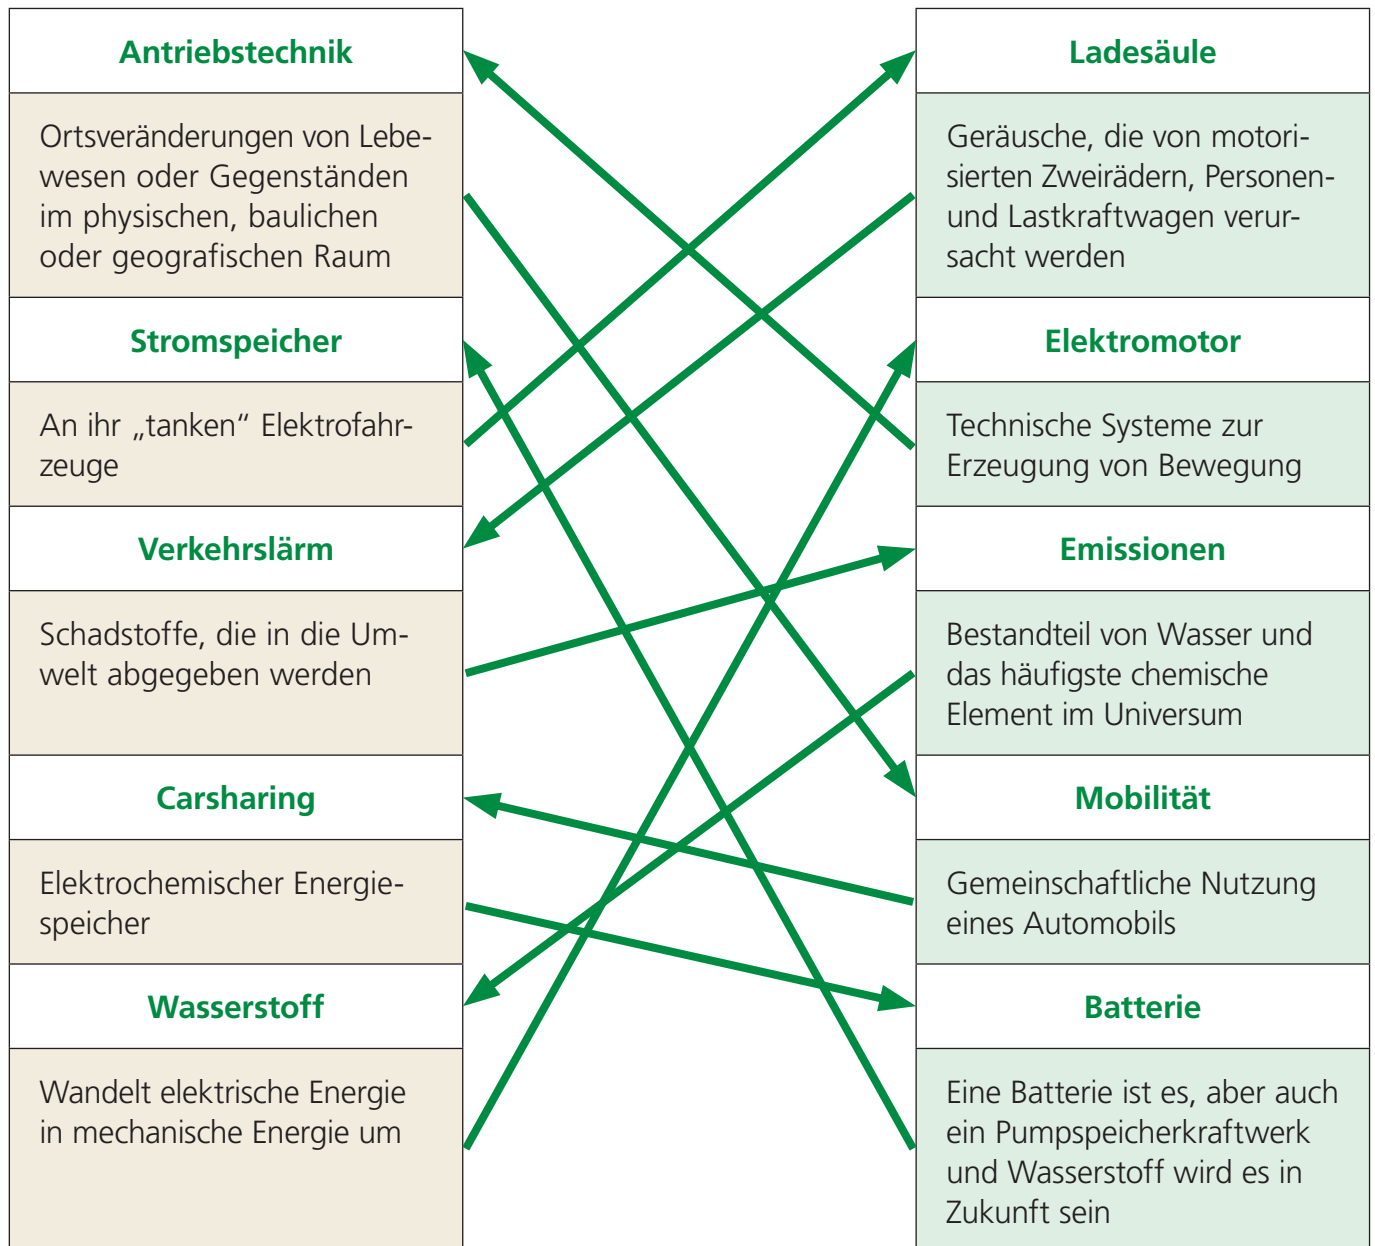 Antriebstechnik
Ortsveränderungen von Lebe-
wesen oder Gegenständen
im physischen, baulichen
oder geografischen Raum
Stromspeicher
An ihr „tanken“ Elektrofahr-
zeuge
Verkehrslärm
Schadstoffe, die in die Um-
welt abgegeben werden
Carsharing
Elektrochemischer Energie-
speicher
Wasserstoff
Wandelt elektrische Energie
in mechanische Energie um
Ladesäule
Geräusche, die von motori-
sierten Zweirädern, Personen-
und Lastkraftwagen verur-
sacht werden
Elektromotor
Technische Systeme zur
Erzeugung von Bewegung
Emissionen
Bestandteil von Wasser und
das häufigste chemische
Element im Universum
Mobilität
Gemeinschaftliche Nutzung
eines Automobils
Batterie
Eine Batterie ist es, aber auch
ein Pumpspeicherkraftwerk
und Wasserstoff wird es in
Zukunft sein